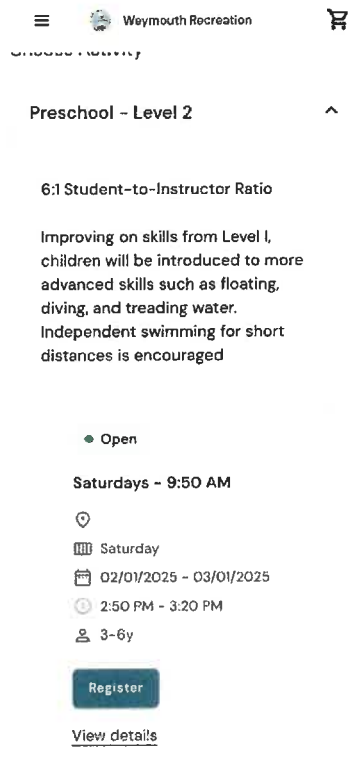 Weymouth Recreation
Preschool - Level 2
6:1 Student-to-Instructor Ratio
Improving on skills from Level I,
children will be introduced to more
advanced skills such as floating,
diving, and treading water.
Independent swimming for short
distances is encouraged
Open
Saturdays - 9:50 AM
Saturday
02/01/2025 - 03/01/2025
2:50 PM - 3:20 PM
3-6y
Register
View details